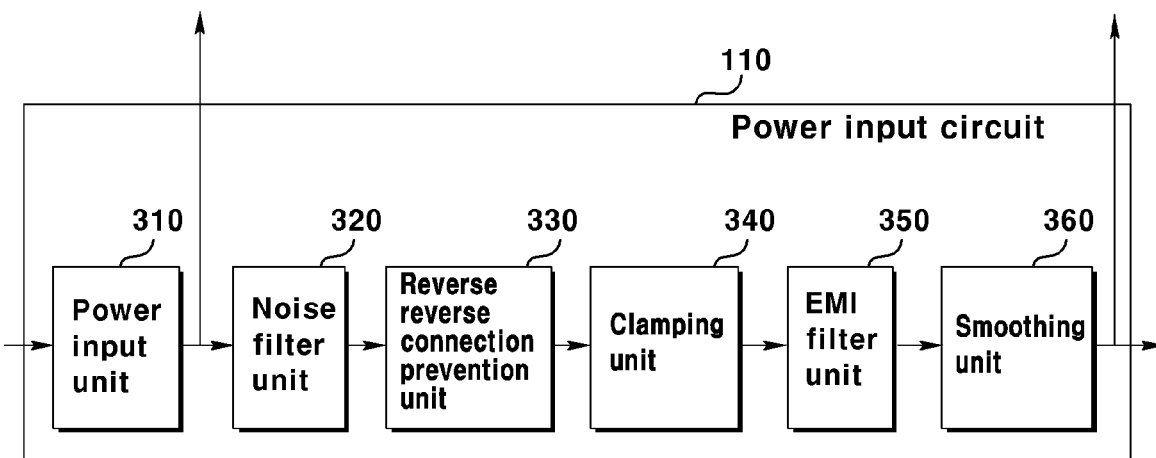 110
Power input circuit
310
320
330
340
350
360
Power
input
unit
Noise
filter
unit
Reverse
reverse
connection
prevention
unit
Clamping
unit
EMI
filter
unit
Smoothing
unit